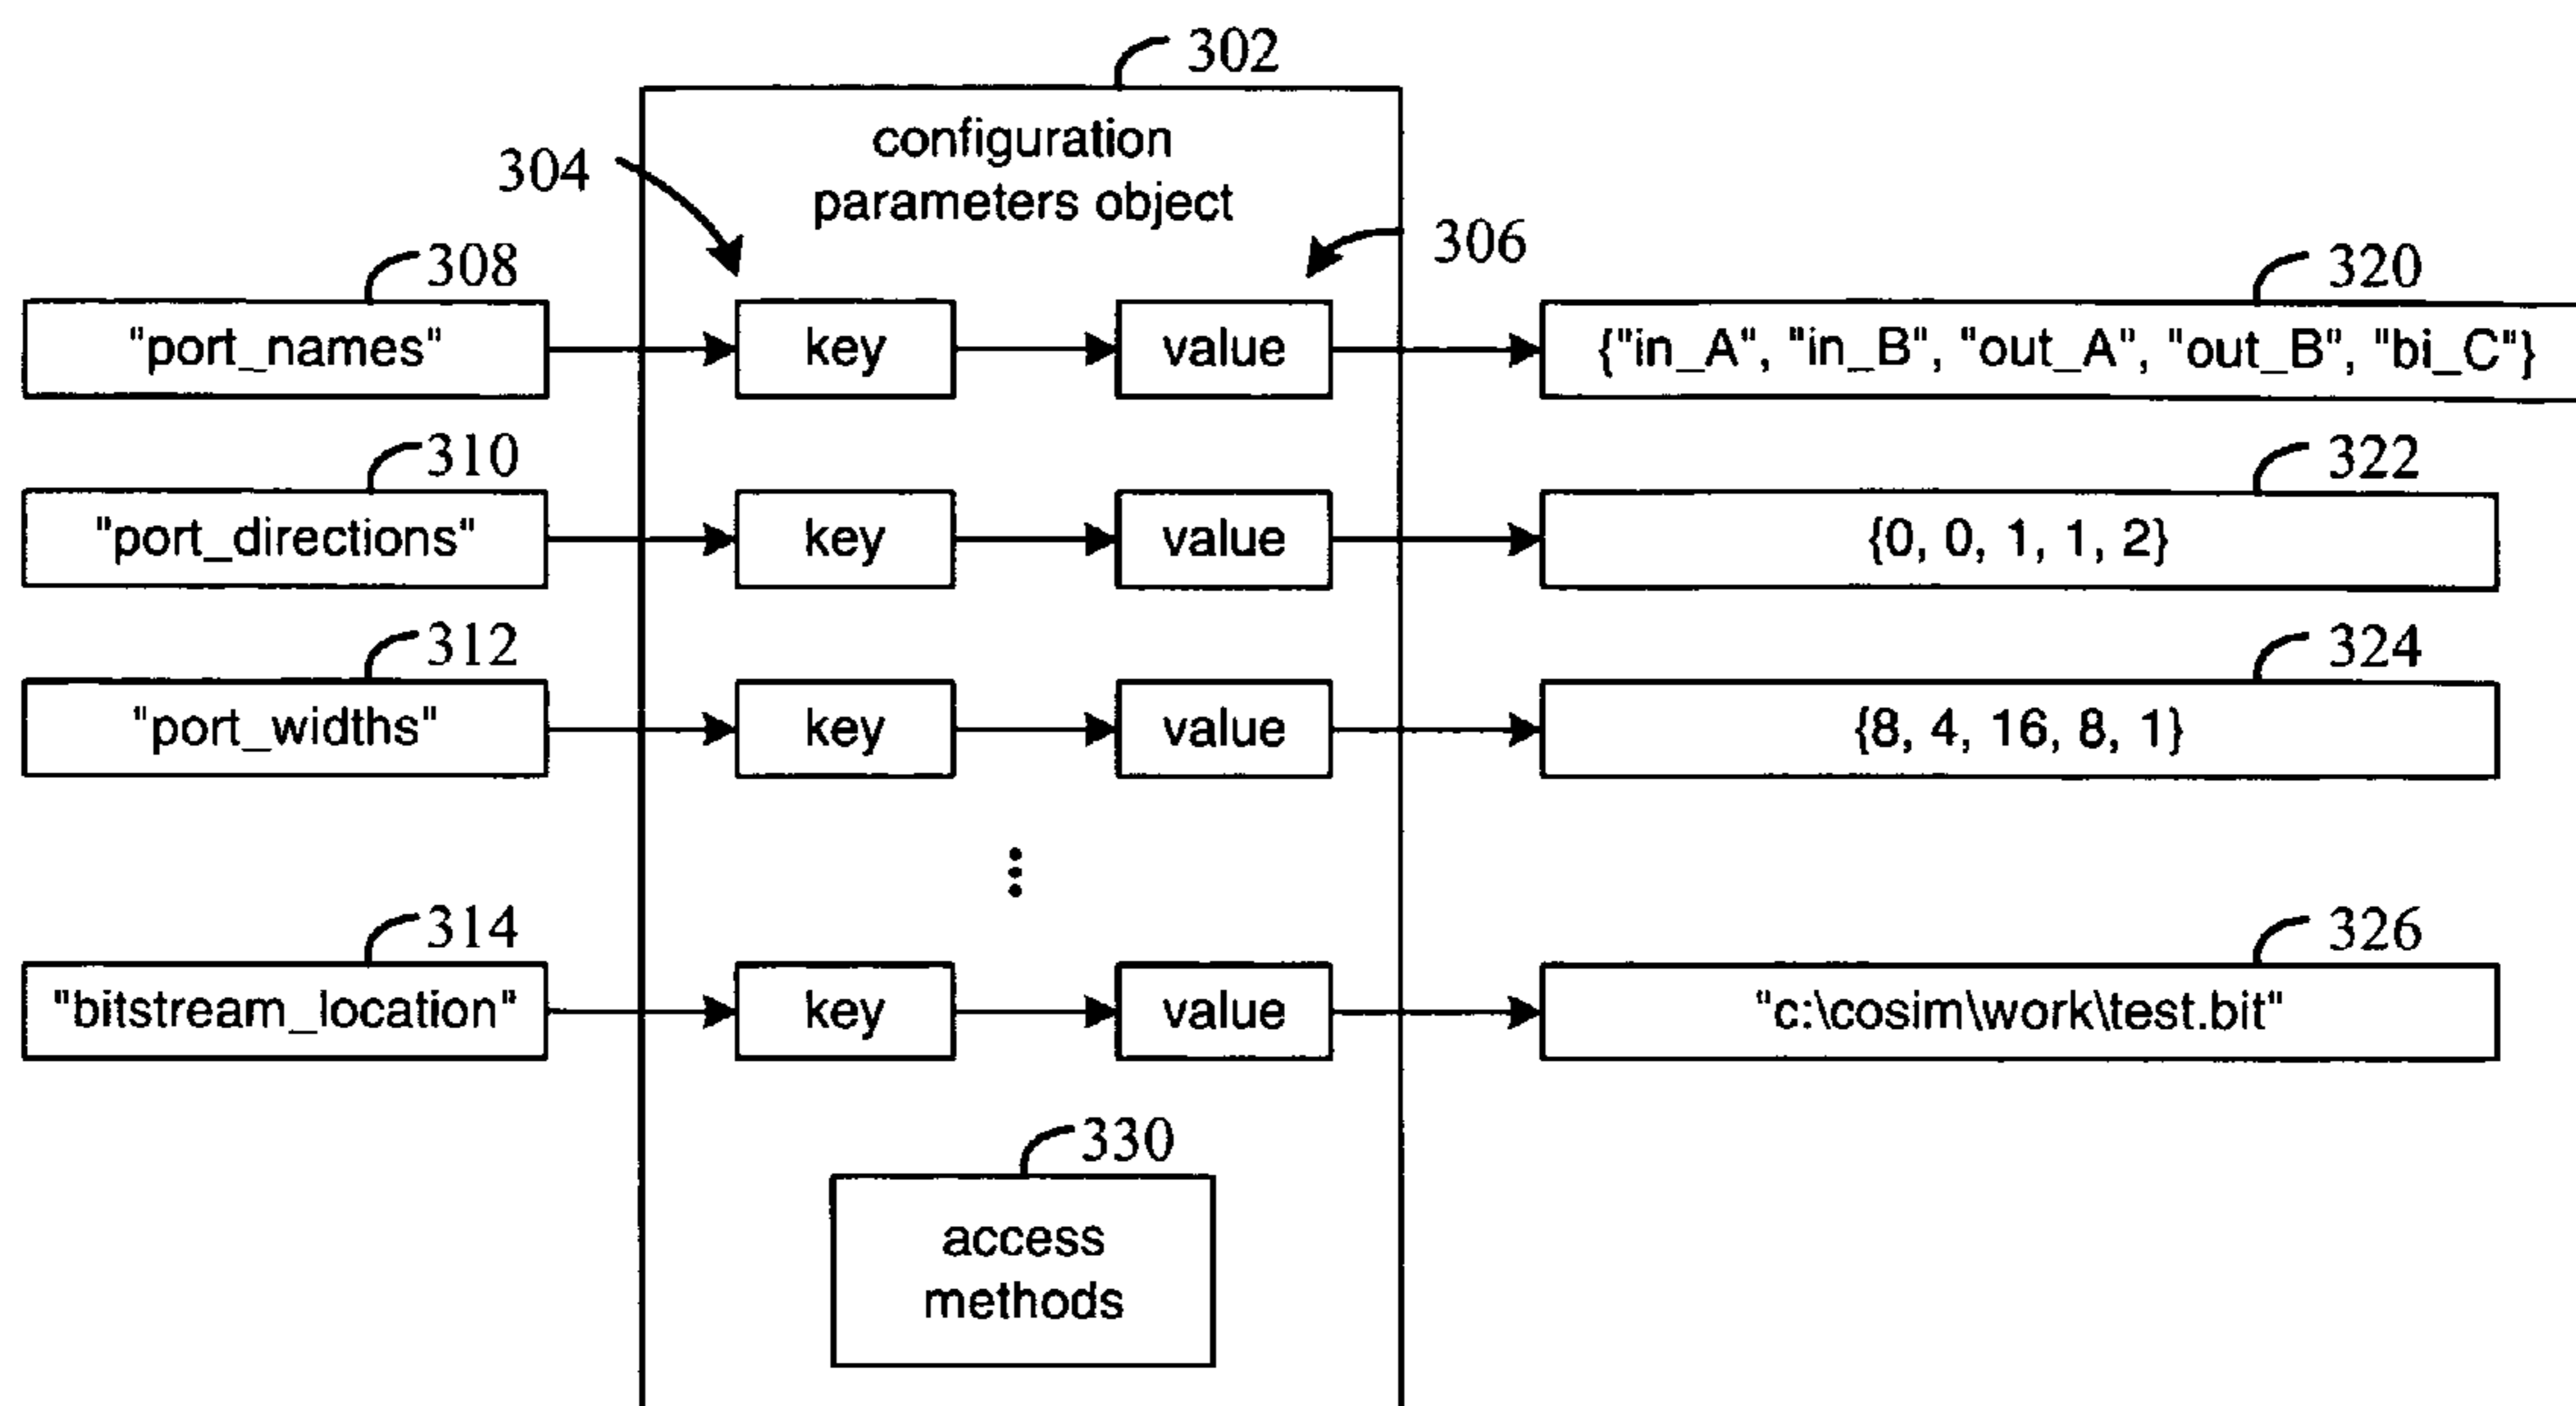 302
configuration
parameters object
304
306
308
320
"port_names"
key
value
{"in_A", "in_B", "out_A", "out_B", "bi_C"}
310
322
"port_directions"
key
value
{0, 0, 1, 1, 2}
312
324
"port_widths"
key
value
{8, 4, 16, 8, 1}
314
326
"bitstream_location"
key
value
"c:\cosim\work\test.bit"
330
access
methods